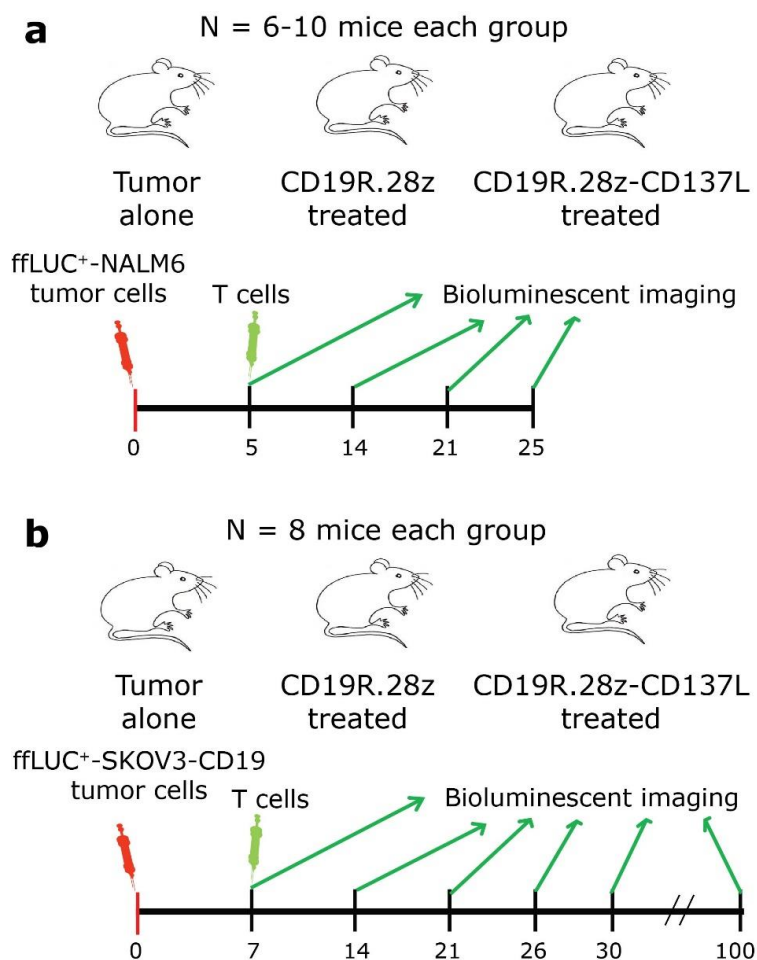 a
N = 6-10 mice each group
Tumor alone
CD19R.28z treated
CD19R.28z-CD137L treated
ffLUC⁺-NALM6
tumor cells
T cells
Bioluminescent imaging
0 5 14 21 25
b
N = 8 mice each group
Tumor alone
CD19R.28z treated
CD19R.28z-CD137L treated
ffLUC⁺-SKOV3-CD19
tumor cells
T cells
Bioluminescent imaging
0 7 14 21 26 30 100